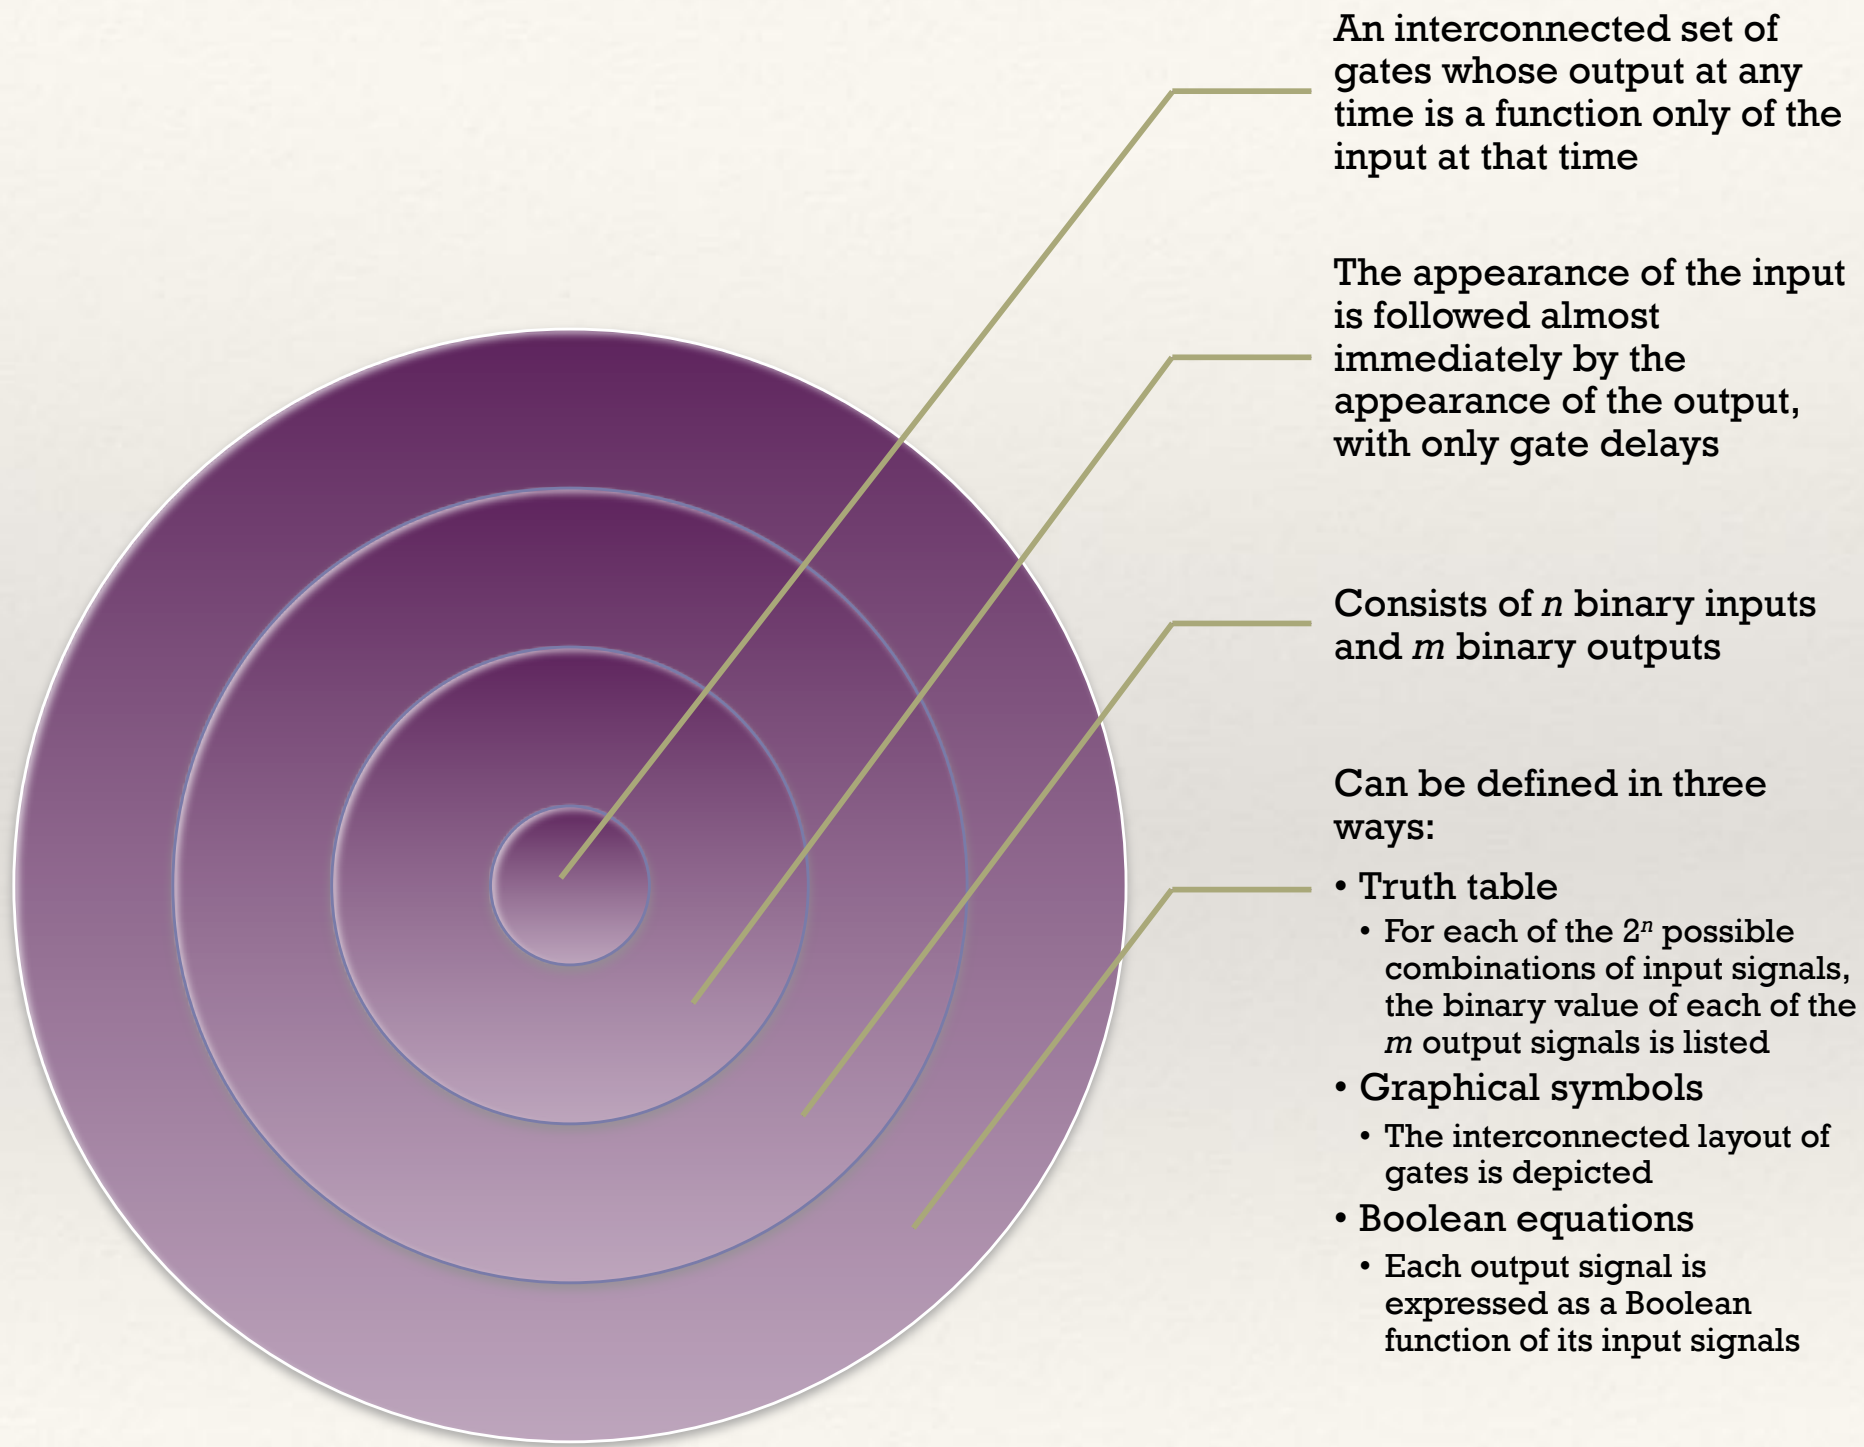 An interconnected set of
gates whose output at any
time is a function only of the
input at that time
The appearance of the input
is followed almost
immediately by the
appearance of the output,
with only gate delays
Consists of n binary inputs
and m binary outputs
Can be defined in three
ways:
• Truth table
• For each of the 2ⁿ possible
combinations of input signals,
the binary value of each of the
m output signals is listed
• Graphical symbols
• The interconnected layout of
gates is depicted
• Boolean equations
• Each output signal is
expressed as a Boolean
function of its input signals